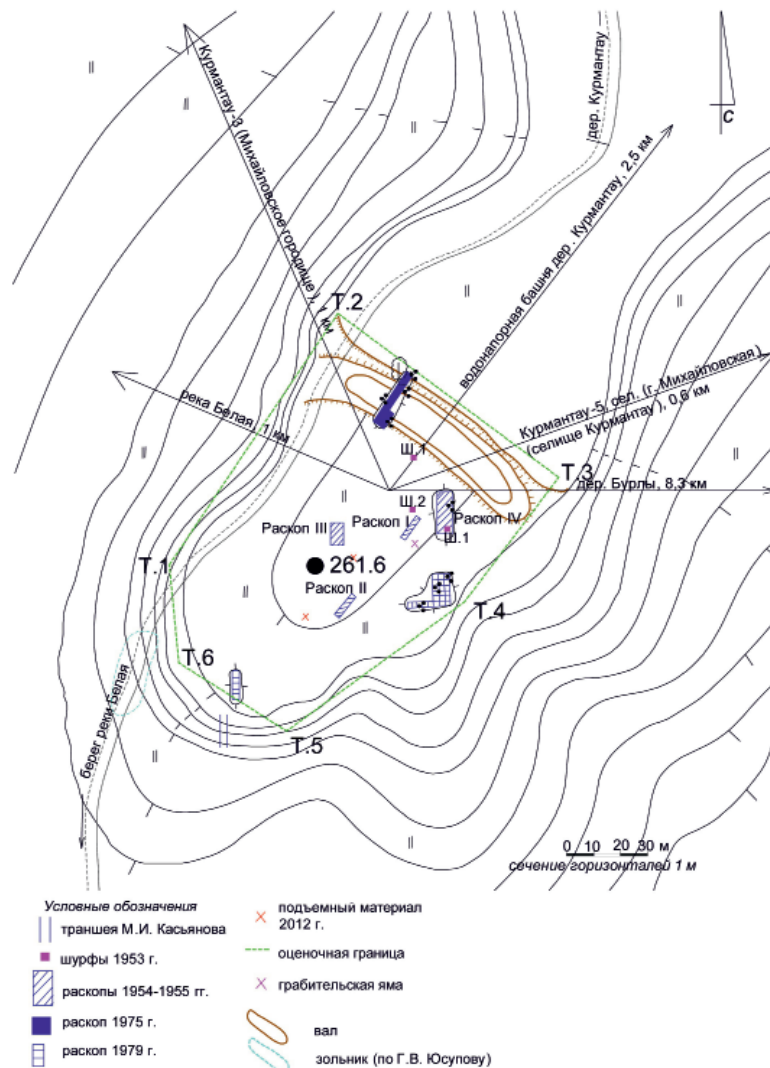 Курмантау-3 (Михайловское городище), 1 км
дер. Курмантау
с
водонапорная башня дер. Курмантау, 2,5 км
Т.2
река Белая, 1 км
Курмантау-5, сел. (г. Михайловская)
(селище Курмантау), 0,6 км
Т.3
дер. Бурлы, 8,3 км
Ш.1
Ш.2
Раскоп III
Раскоп I
Раскоп IV
Ш.1
Т.1
261.6
Раскоп II
Т.4
Т.6
Т.5
берег реки Белая
0 10 20 30 м
сечение горизонталей 1 м
Условные обозначения
траншея М.И. Касьянова
шурфы 1953 г.
раскопы 1954-1955 гг.
раскоп 1975 г.
раскоп 1979 г.
подъемный материал
2012 г.
оценочная граница
грабительская яма
вал
зольник (по Г.В. Юсупову)